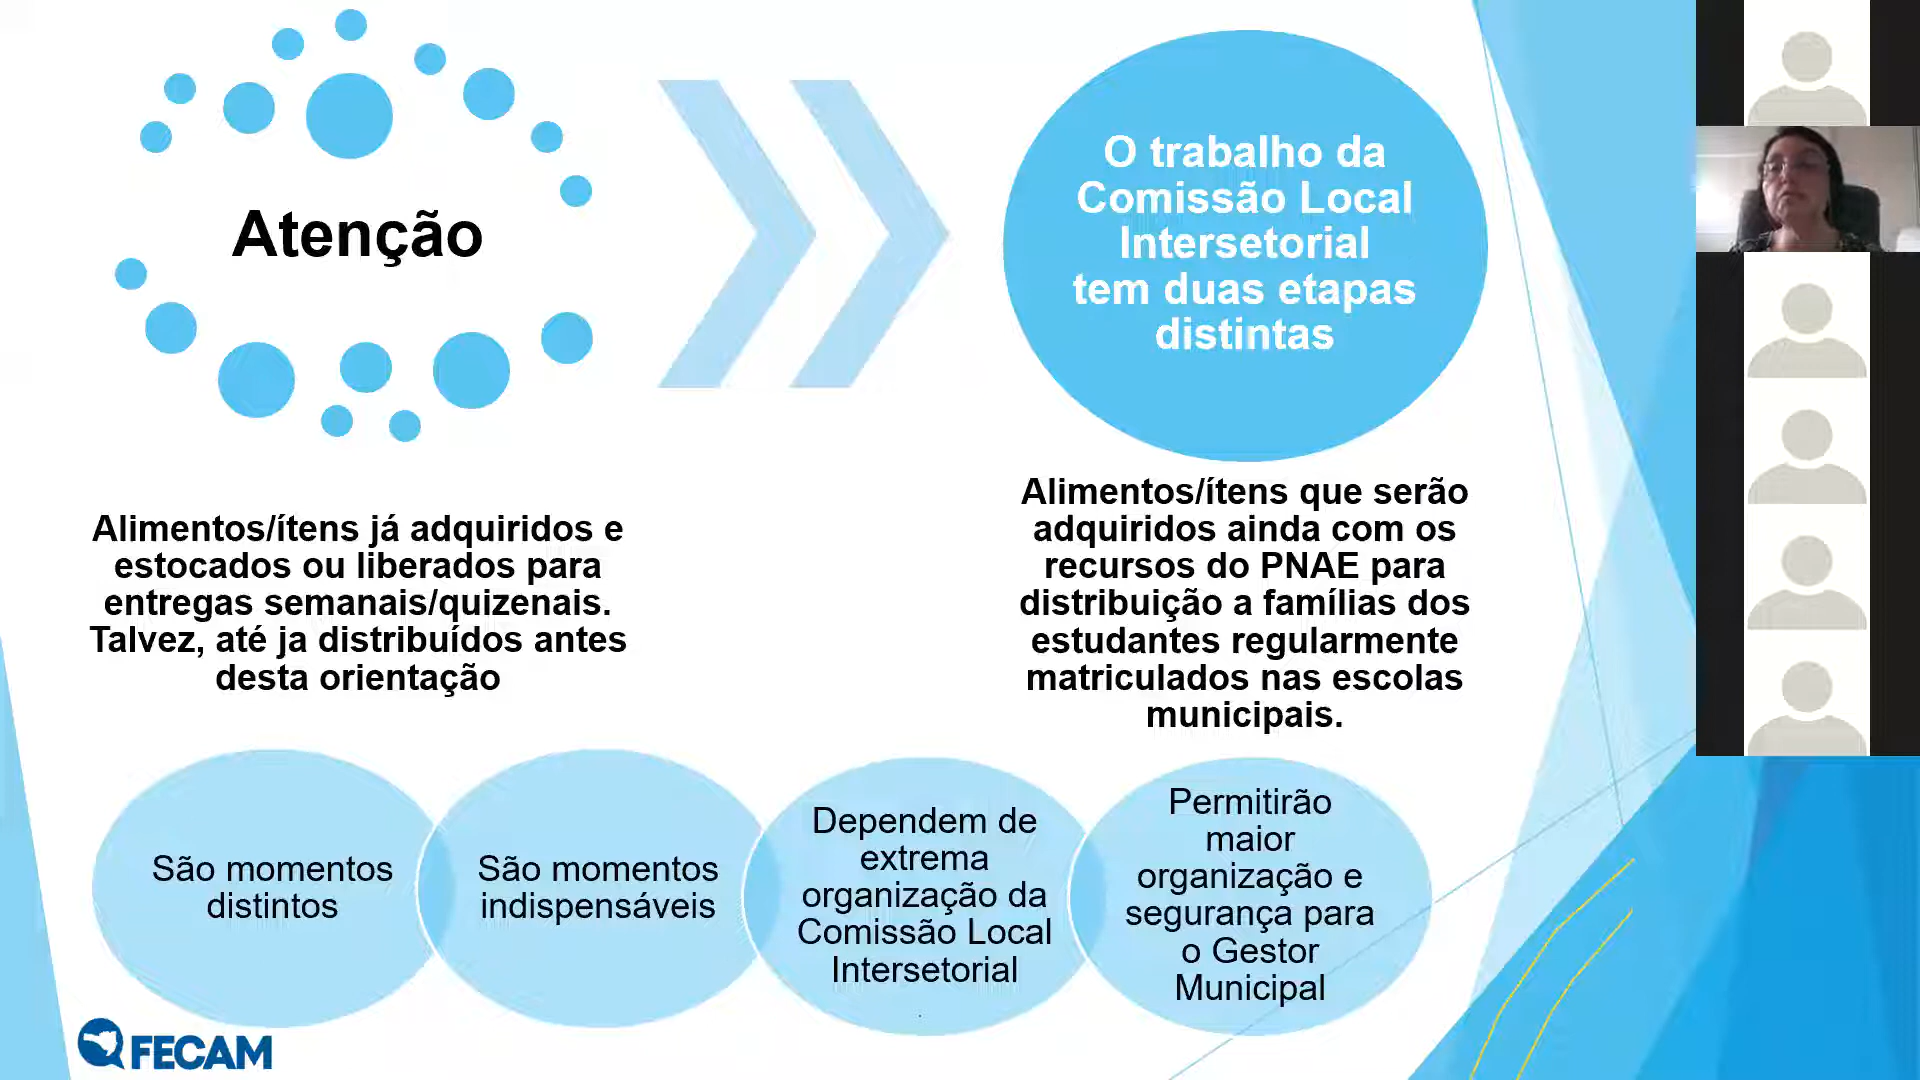 Atenção
O trabalho da
Comissão Local
Intersetorial
tem duas etapas
distintas
Alimentos/ítens já adquiridos e
estocados ou liberados para
entregas semanais/quizenais.
Talvez, até ja distribuídos antes
desta orientação
Alimentos/ítens que serão
adquiridos ainda com os
recursos do PNAE para
distribuição a famílias dos
estudantes regularmente
matriculados nas escolas
municipais.
São momentos
distintos
São momentos
indispensáveis
Dependem de
extrema
organização da
Comissão Local
Intersetorial
.
Permitirão
maior
organização e
segurança para
o Gestor
Municipal
FECAM